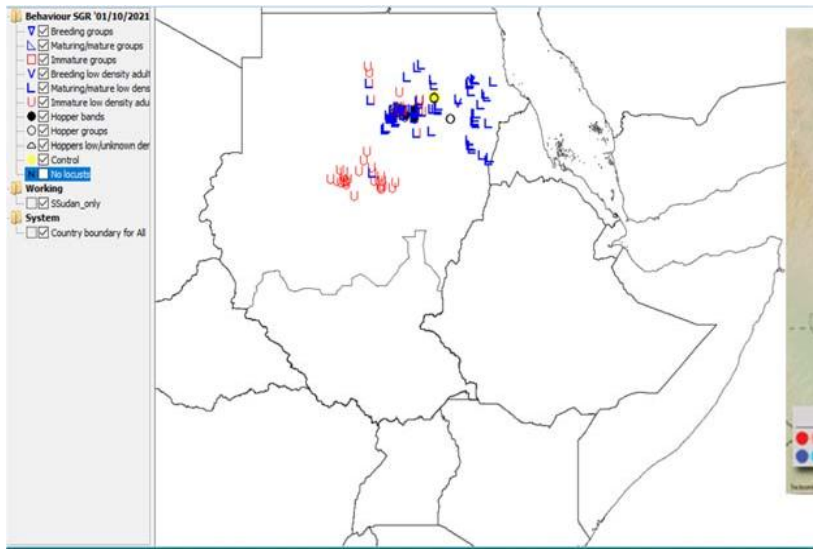 Behaviour SGR '01/10/2021
Breeding groups
Maturing/mature groups
Immature groups
Breeding low density adult
Maturing/mature low dens
Immature low density adu
Hopper bands
Hopper groups
Hoppers low/unknown der
Control
No locusts
Working
SSudan_only
System
Country boundary for All